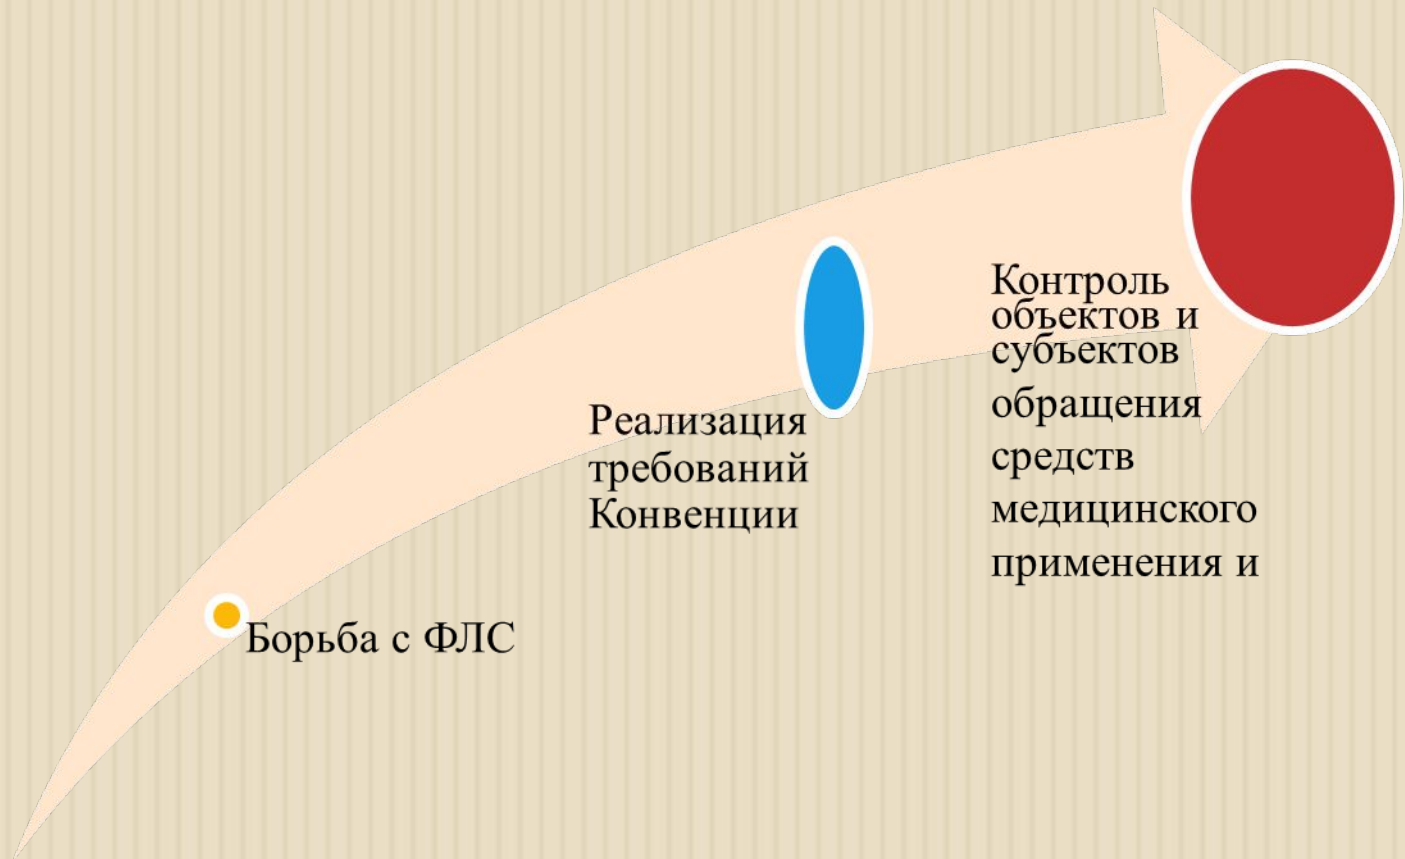 Борьба с ФЛС
Реализация
требований
Конвенции
Контроль
объектов и
субъектов
обращения
средств
медицинского
применения и